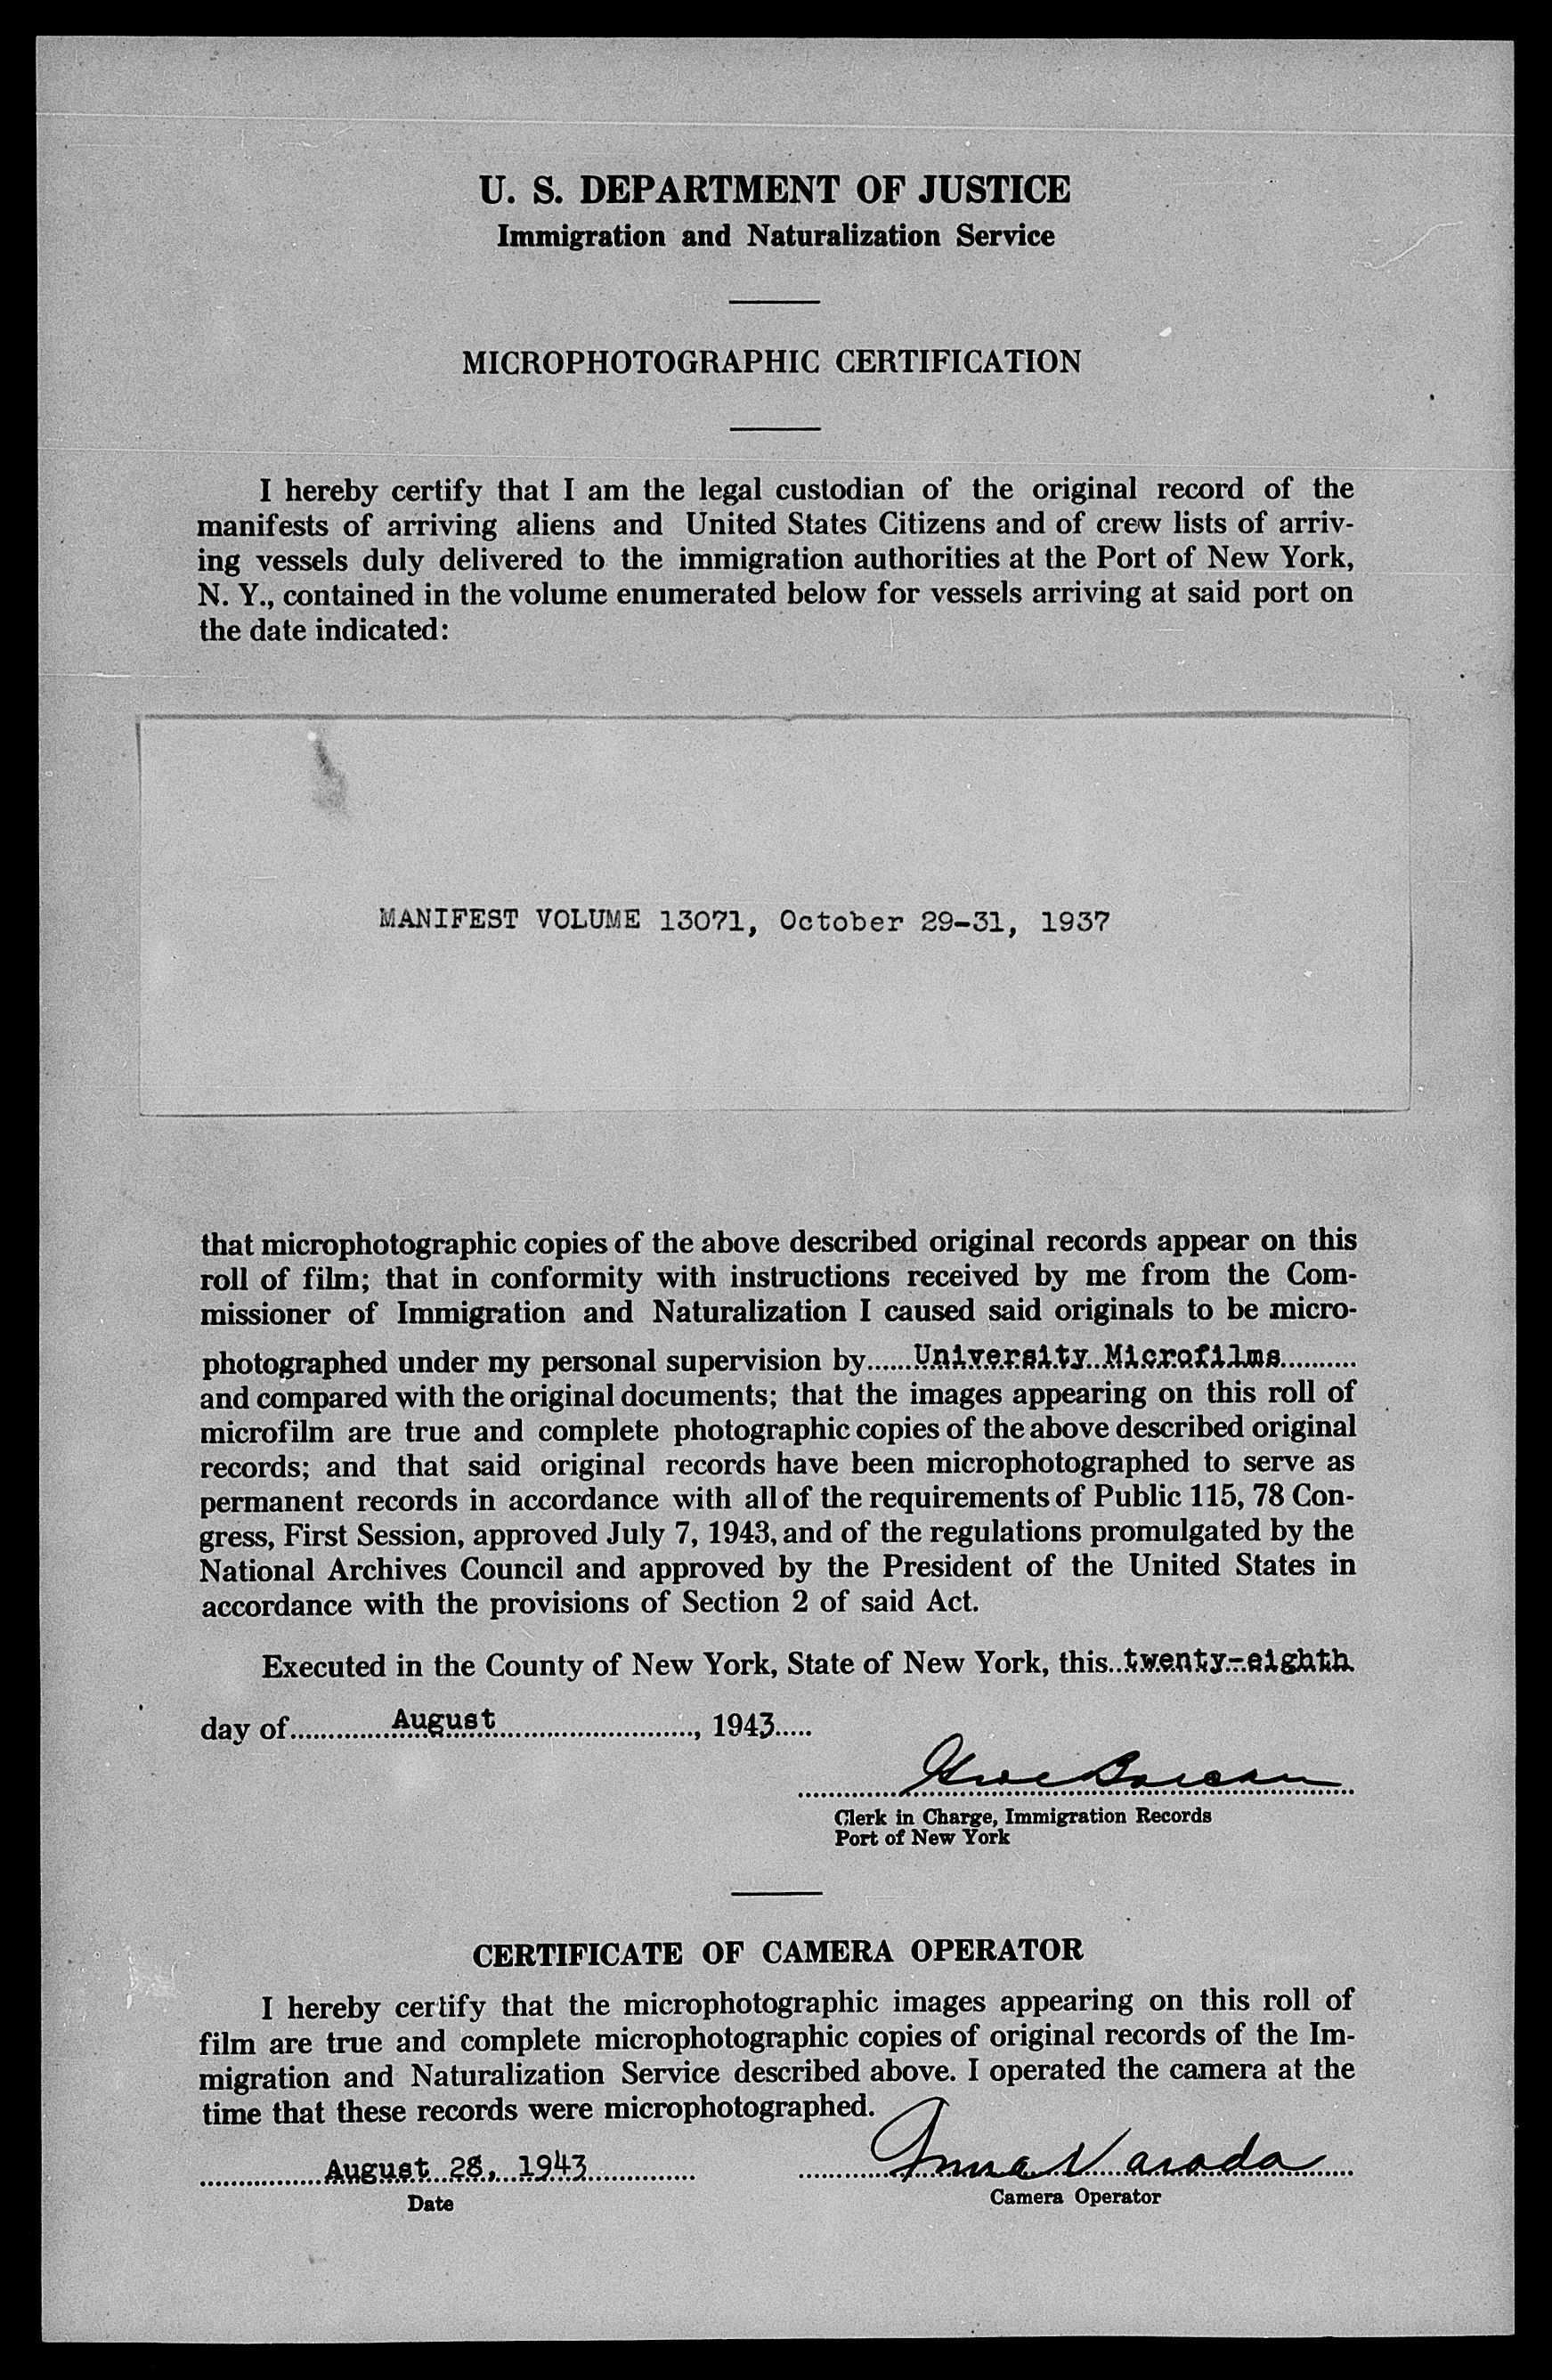 U. S. DEPARTMENT OF JUSTICE
Immigration and Naturalization Service
MICROPHOTOGRAPHIC CERTIFICATION
I hereby certify that I am the legal custodian of the original record of the
manifests of arriving aliens and United States Citizens and of crew lists of arriv-
ing vessels duly delivered to the immigration authorities at the Port of New York,
N. Y., contained in the volume enumerated below for vessels arriving at said port on
the date indicated:
MANIFEST VOLUME 13071, October 29-31, 1937
that microphotographic copies of the above described original records appear on this
roll of film; that in conformity with instructions received by me from the Com-
missioner of Immigration and Naturalization I caused said originals to be micro-
photographed under my personal supervision by......University Microfilms..........
and compared with the original documents; that the images appearing on this roll of
microfilm are true and complete photographic copies of the above described original
records; and that said original records have been microphotographed to serve as
permanent records in accordance with all of the requirements of Public 115, 78 Con-
gress, First Session, approved July 7, 1943, and of the regulations promulgated by the
National Archives Council and approved by the President of the United States in
accordance with the provisions of Section 2 of said Act.
Executed in the County of New York, State of New York, this..twenty-eighth
day of.............August.........................., 1943.....
Clerk in Charge, Immigration Records
Port of New York
CERTIFICATE OF CAMERA OPERATOR
I hereby certify that the microphotographic images appearing on this roll of
film are true and complete microphotographic copies of original records of the Im-
migration and Naturalization Service described above. I operated the camera at the
time that these records were microphotographed.
August 28, 1943 Anna Varada
Date
Camera Operator